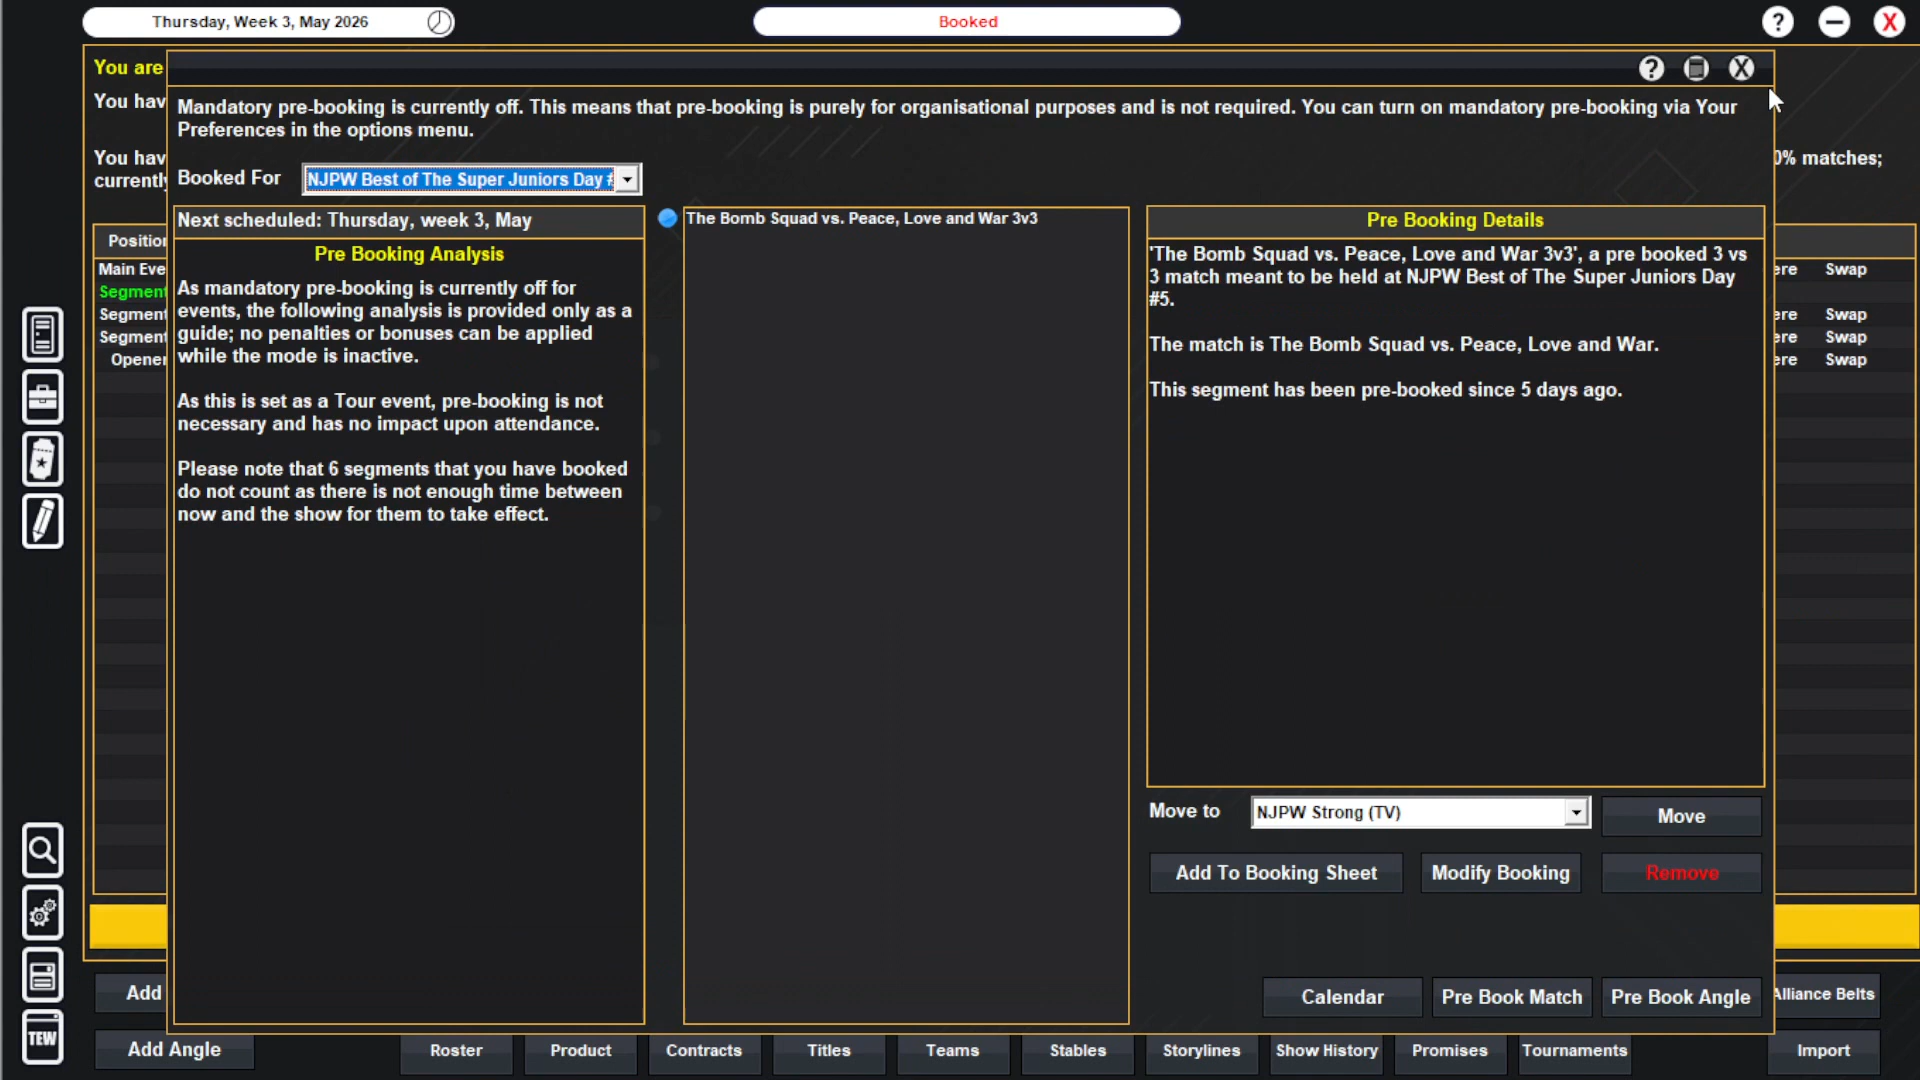 Thursday, Week 3, May 2026
Booked
?
X
You are
? X
You hav
Mandatory pre-booking is currently off. This means that pre-booking is purely for organisational purposes and is not required. You can turn on mandatory pre-booking via Your
Preferences in the options menu.
You hav
0% matches;
currently
Booked For
NJPW Best of The Super Juniors Day #
Next scheduled: Thursday, week 3, May
The Bomb Squad vs. Peace, Love and War 3v3
Pre Booking Details
Position
Pre Booking Analysis
'The Bomb Squad vs. Peace, Love and War 3v3', a pre booked 3 vs
3 match meant to be held at NJPW Best of The Super Juniors Day
#5.
Main Eve
ere Swap
As mandatory pre-booking is currently off for
events, the following analysis is provided only as a
guide; no penalties or bonuses can be applied
while the mode is inactive.
Segment
Segment
ere Swap
Segment
ere Swap
Opener
ere Swap
The match is The Bomb Squad vs. Peace, Love and War.
This segment has been pre-booked since 5 days ago.
As this is set as a Tour event, pre-booking is not
necessary and has no impact upon attendance.
Please note that 6 segments that you have booked
do not count as there is not enough time between
now and the show for them to take effect.
Move to
NJPW Strong (TV)
Move
Add To Booking Sheet
Modify Booking
Remove
Calendar
Pre Book Match
Pre Book Angle
Add
Alliance Belts
TEW
Add Angle
Roster
Product
Contracts
Titles
Teams
Stables
Storylines
Show History
Promises
Tournaments
Import